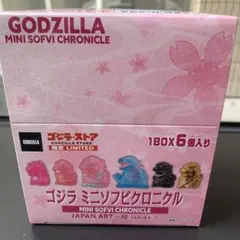 GODZILLA
MINI SOFVI CHRONICLE
GODZILLA
ゴジラ・ストア
GODZILLA STORE
限定 LIMITED
1BOX 6個入り
ゴジラ ミニソフビクロニクル
MINI SOFVI CHRONICLE
JAPAN ART -桜 SAKURA-